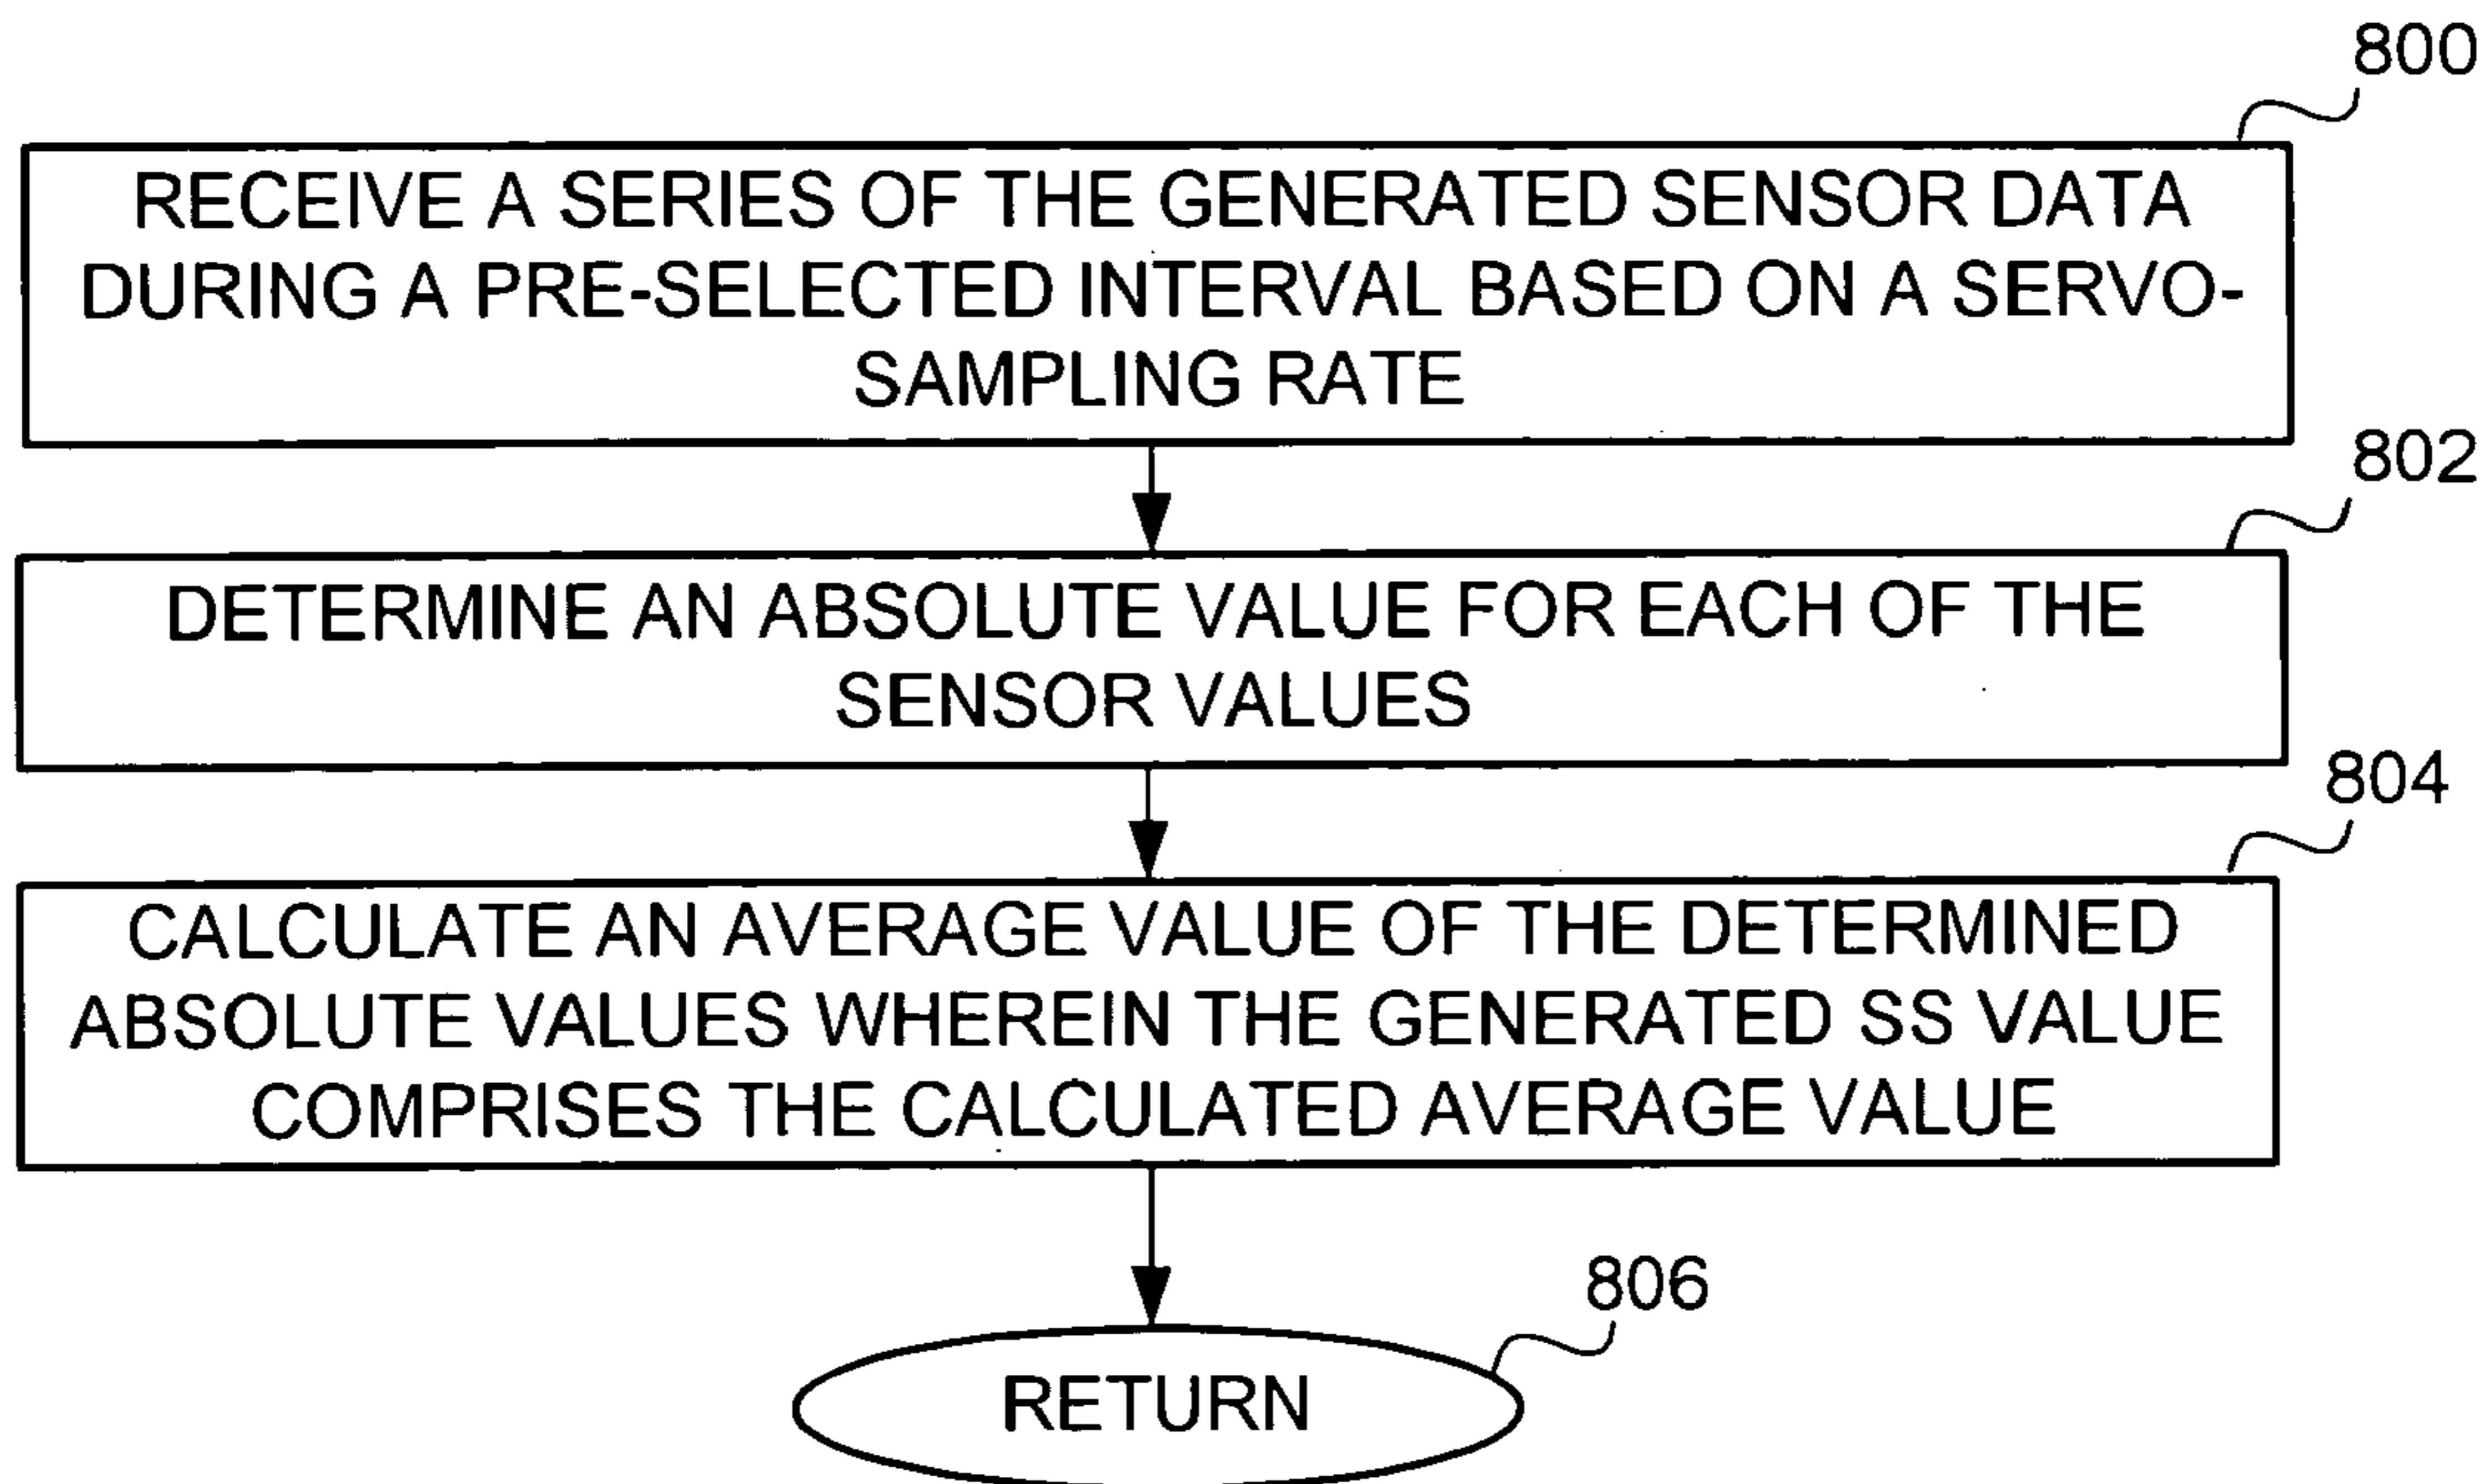 800
RECEIVE A SERIES OF THE GENERATED SENSOR DATA
DURING A PRE-SELECTED INTERVAL BASED ON A SERVO-
SAMPLING RATE
802
DETERMINE AN ABSOLUTE VALUE FOR EACH OF THE
SENSOR VALUES
804
CALCULATE AN AVERAGE VALUE OF THE DETERMINED
ABSOLUTE VALUES WHEREIN THE GENERATED SS VALUE
COMPRISES THE CALCULATED AVERAGE VALUE
806
RETURN